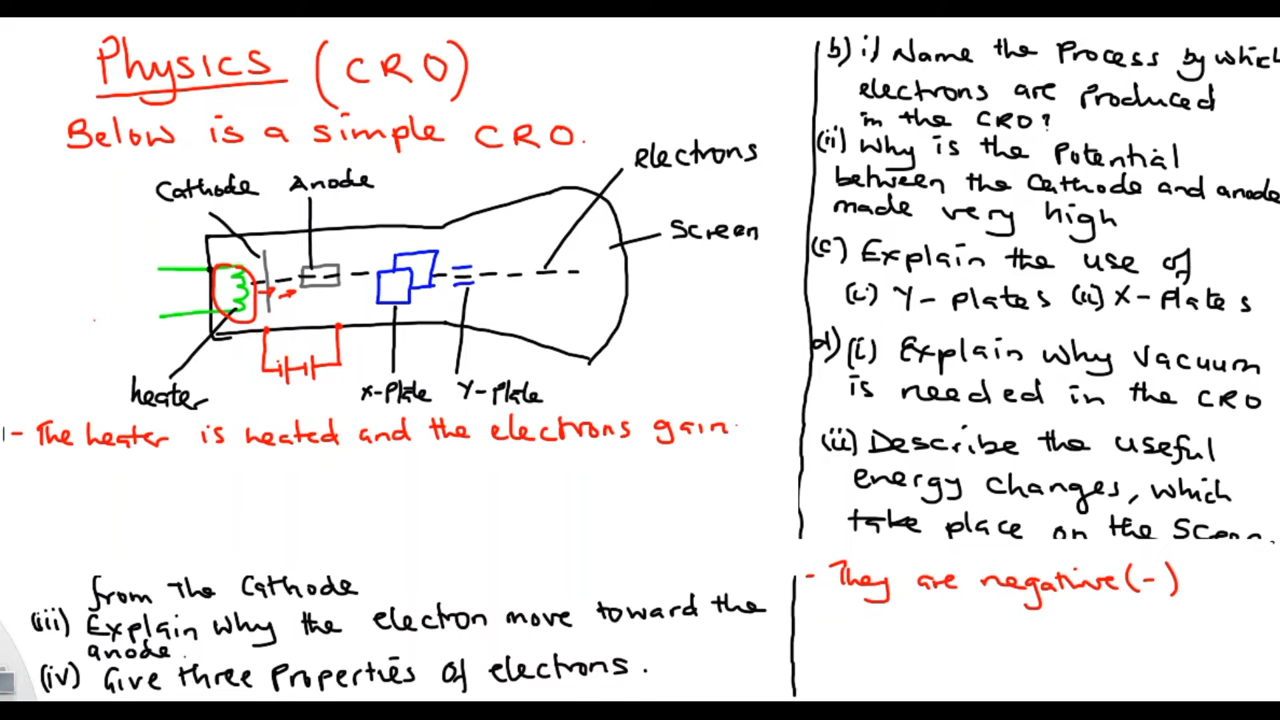 Physics (CRO)
Below is a simple CRO.
electrons
Cathode Anode
Screen
heater
X-Plate Y-Plate
- The heater is heated and the electrons gain
from The Cathode
(iii) Explain why the electron move toward the
anode.
(iv) Give three Properties of electrons.
b) i) Name the Process by which
electrons are Produced
in the CRO?
(ii) Why is the Potential
between the Cathode and anode
made very high
(c) Explain the use of
(i) Y-plates (ii) X-plates
d) (i) Explain why Vacuum
is needed in the CRO
(ii) Describe the useful
energy changes, which
take place on the Screen.
- They are negative (-)